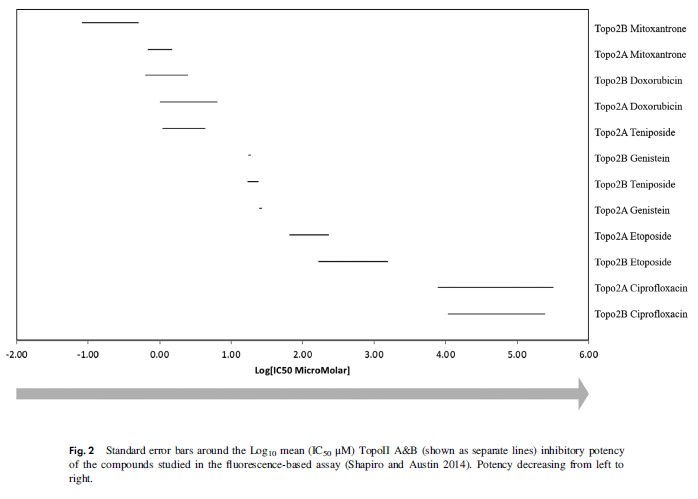 Topo2B Mitoxantrone
Topo2A Mitoxantrone
Topo2B Doxorubicin
Topo2A Doxorubicin
Topo2A Teniposide
Topo2B Genistein
Topo2B Teniposide
Topo2A Genistein
Topo2A Etoposide
Topo2B Etoposide
Topo2A Ciprofloxacin
Topo2B Ciprofloxacin
-2.00 -1.00 0.00 1.00 2.00 3.00 4.00 5.00 6.00
Log[IC50 MicroMolar]
Fig. 2 Standard error bars around the Log₁₀ mean (IC₅₀ μM) TopoII A&B (shown as separate lines) inhibitory potency
of the compounds studied in the fluorescence-based assay (Shapiro and Austin 2014). Potency decreasing from left to
right.